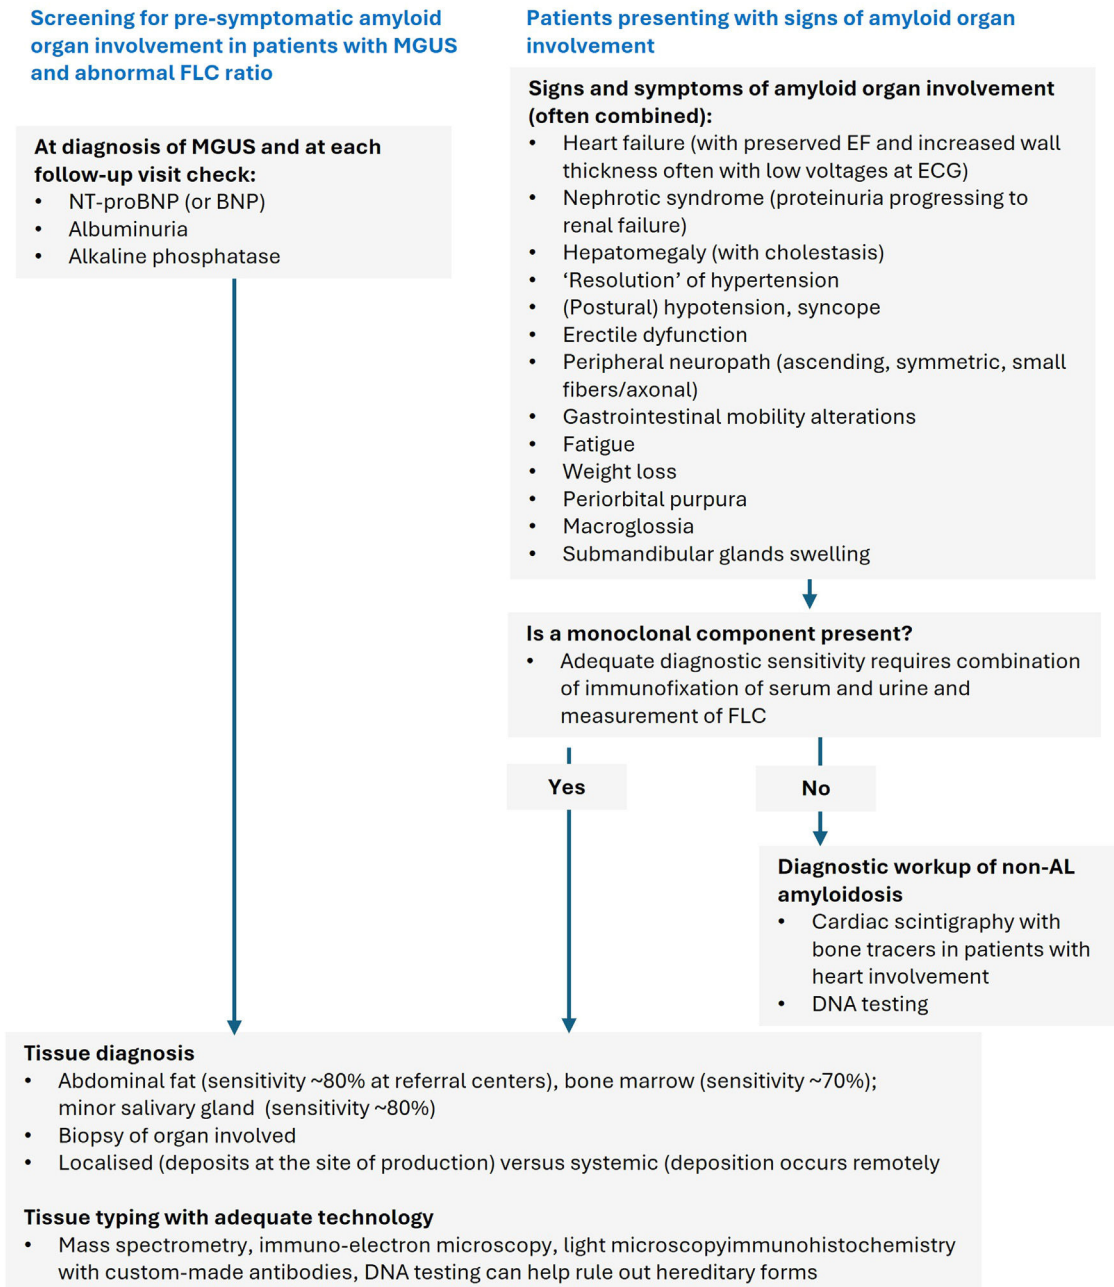 Screening for pre-symptomatic amyloid
organ involvement in patients with MGUS
and abnormal FLC ratio
At diagnosis of MGUS and at each
follow-up visit check:
• NT-proBNP (or BNP)
• Albuminuria
• Alkaline phosphatase
Patients presenting with signs of amyloid organ
involvement
Signs and symptoms of amyloid organ involvement
(often combined):
• Heart failure (with preserved EF and increased wall
thickness often with low voltages at ECG)
• Nephrotic syndrome (proteinuria progressing to
renal failure)
• Hepatomegaly (with cholestasis)
• ‘Resolution’ of hypertension
• (Postural) hypotension, syncope
• Erectile dyfunction
• Peripheral neuropath (ascending, symmetric, small
fibers/axonal)
• Gastrointestinal mobility alterations
• Fatigue
• Weight loss
• Periorbital purpura
• Macroglossia
• Submandibular glands swelling
Is a monoclonal component present?
• Adequate diagnostic sensitivity requires combination
of immunofixation of serum and urine and
measurement of FLC
Yes
No
Diagnostic workup of non-AL
amyloidosis
• Cardiac scintigraphy with
bone tracers in patients with
heart involvement
• DNA testing
Tissue diagnosis
• Abdominal fat (sensitivity ~80% at referral centers), bone marrow (sensitivity ~70%);
minor salivary gland (sensitivity ~80%)
• Biopsy of organ involved
• Localised (deposits at the site of production) versus systemic (deposition occurs remotely
Tissue typing with adequate technology
• Mass spectrometry, immuno-electron microscopy, light microscopyimmunohistochemistry
with custom-made antibodies, DNA testing can help rule out hereditary forms